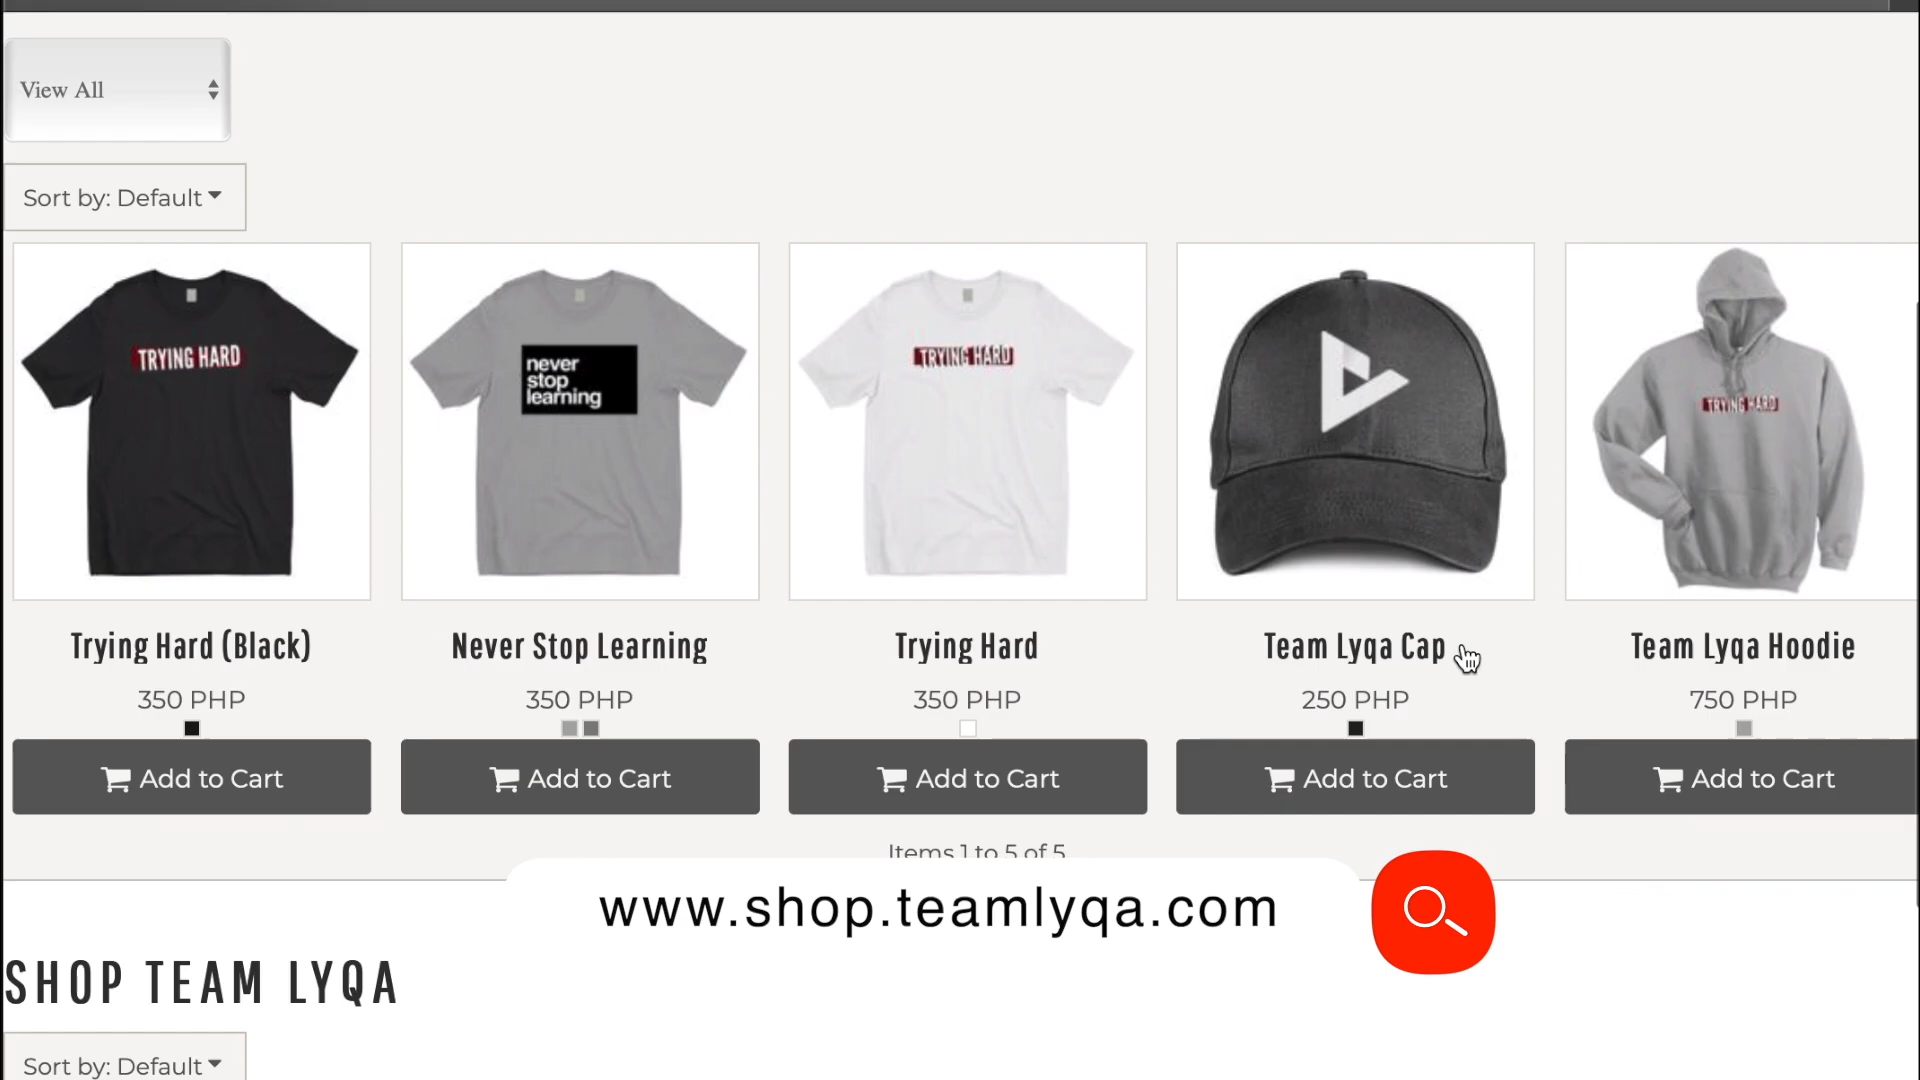 View All
Sort by: Default
TRYING HARD
never
stop
learning
TRYING HARD
TRYING HARD
Trying Hard (Black)
Never Stop Learning
Trying Hard
Team Lyqa Cap
Team Lyqa Hoodie
350 PHP
350 PHP
350 PHP
250 PHP
750 PHP
Add to Cart
Add to Cart
Add to Cart
Add to Cart
Add to Cart
Items 1 to 5 of 5
www.shop.teamlyqa.com
SHOP TEAM LYQA
Sort by: Default